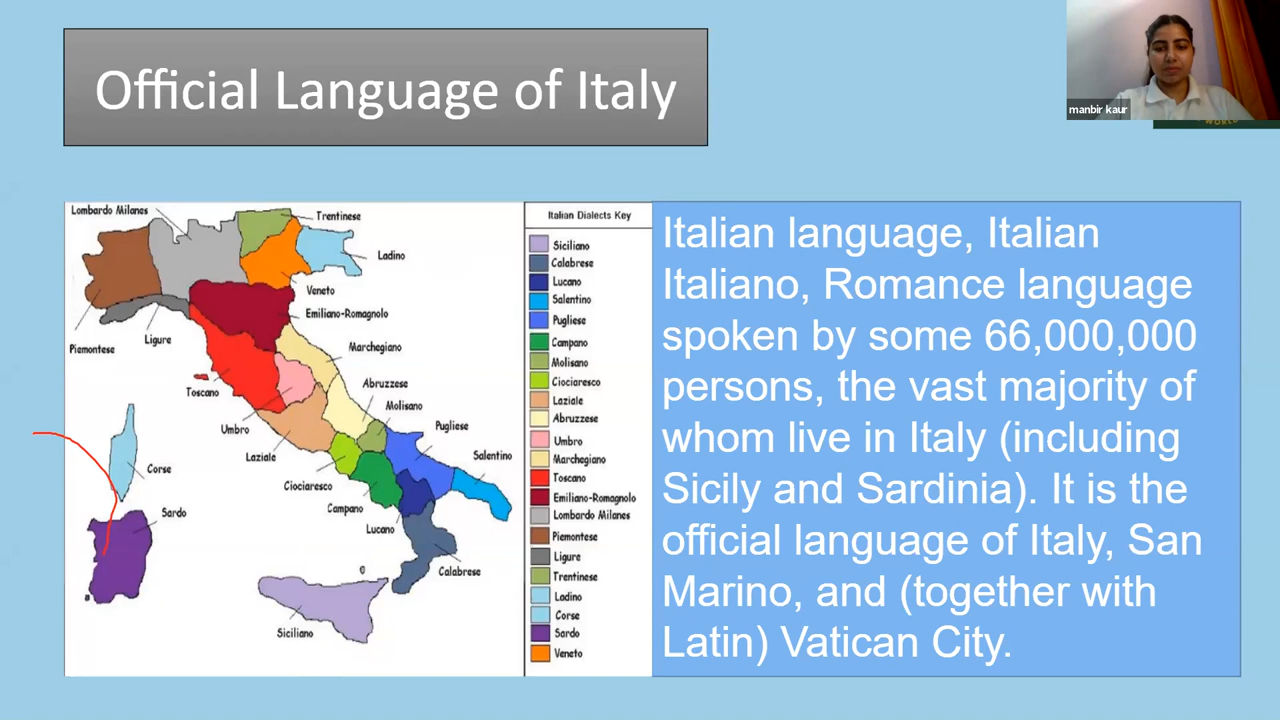 Official Language of Italy
manbir kaur
WORLD
Lombardo Milanes
Trentinese
Ladino
Veneto
Emiliano-Romagnolo
Ligure
Piemontese
Marchegiano
Toscano
Abruzzese
Molisano
Umbro
Pugliese
Laziale
Salentino
Corse
Ciociaresco
Campano
Sardo
Lucano
Calabrese
Siciliano
Italian Dialects Key
Siciliano
Calabrese
Lucano
Salentino
Pugliese
Campano
Molisano
Ciociaresco
Laziale
Abruzzese
Umbro
Marchegiano
Toscano
Emiliano-Romagnolo
Lombardo Milanes
Piemontese
Ligure
Trentinese
Ladino
Corse
Sardo
Veneto
Italian language, Italian
Italiano, Romance language
spoken by some 66,000,000
persons, the vast majority of
whom live in Italy (including
Sicily and Sardinia). It is the
official language of Italy, San
Marino, and (together with
Latin) Vatican City.